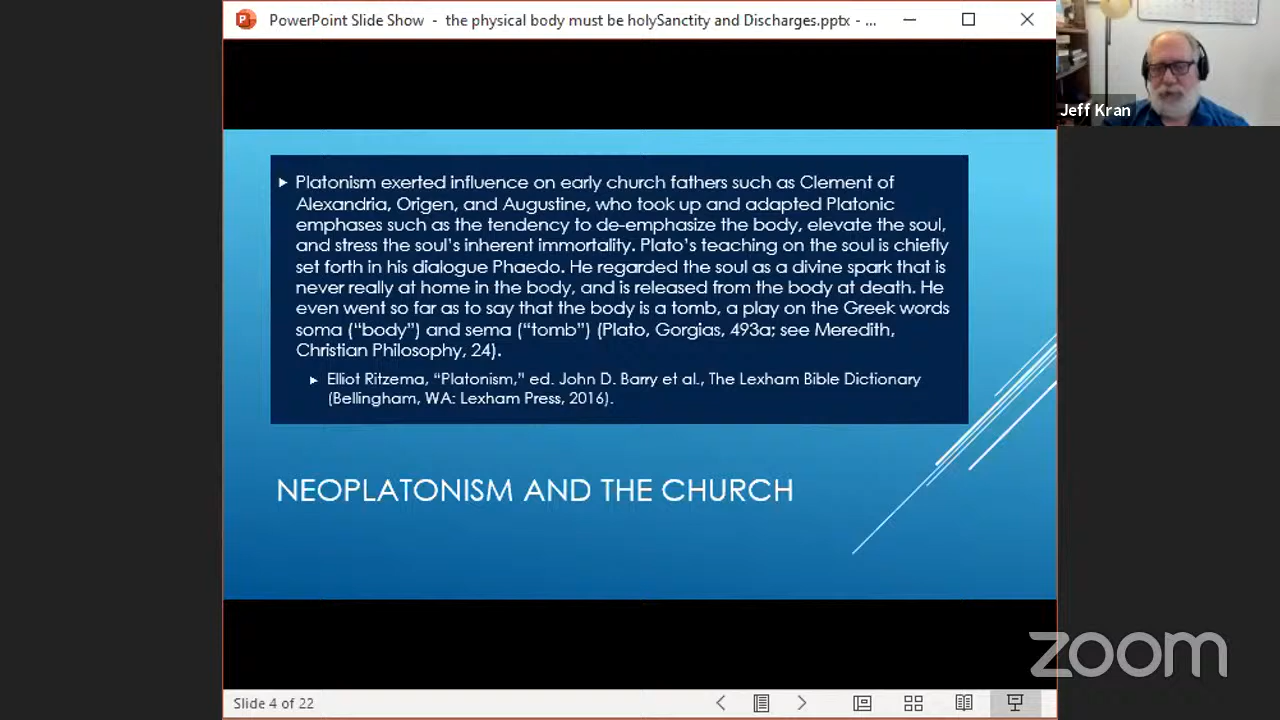 PowerPoint Slide Show - the physical body must be holySanctity and Discharges.pptx - ...
Jeff Kran
Platonism exerted influence on early church fathers such as Clement of
Alexandria, Origen, and Augustine, who took up and adapted Platonic
emphases such as the tendency to de-emphasize the body, elevate the soul,
and stress the soul's inherent immortality. Plato's teaching on the soul is chiefly
set forth in his dialogue Phaedo. He regarded the soul as a divine spark that is
never really at home in the body, and is released from the body at death. He
even went so far as to say that the body is a tomb, a play on the Greek words
soma (“body”) and sema (“tomb”) (Plato, Gorgias, 493a; see Meredith,
Christian Philosophy, 24).
Elliot Ritzema, “Platonism,” ed. John D. Barry et al., The Lexham Bible Dictionary
(Bellingham, WA: Lexham Press, 2016).
NEOPLATONISM AND THE CHURCH
zoom
Slide 4 of 22